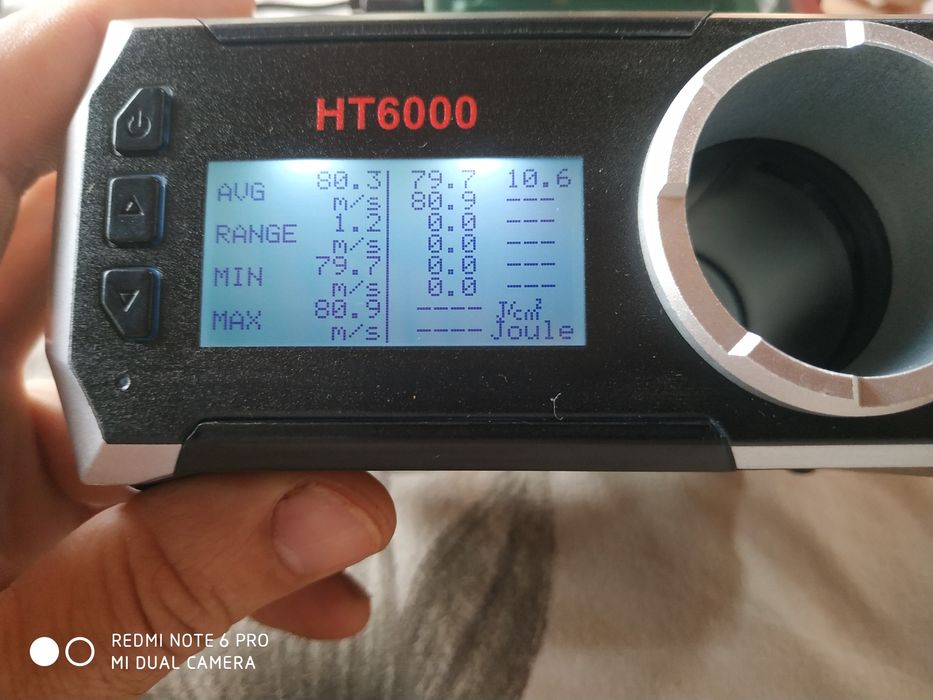 HT6000
AVG 80.3 79.7 10.6
m/s 80.9 ---
RANGE 1.2 0.0 ---
m/s 0.0 ---
MIN 79.7 0.0 ---
m/s 0.0 ---
MAX 80.9 ---- J/cm²
m/s ---- Joule
REDMI NOTE 6 PRO
MI DUAL CAMERA